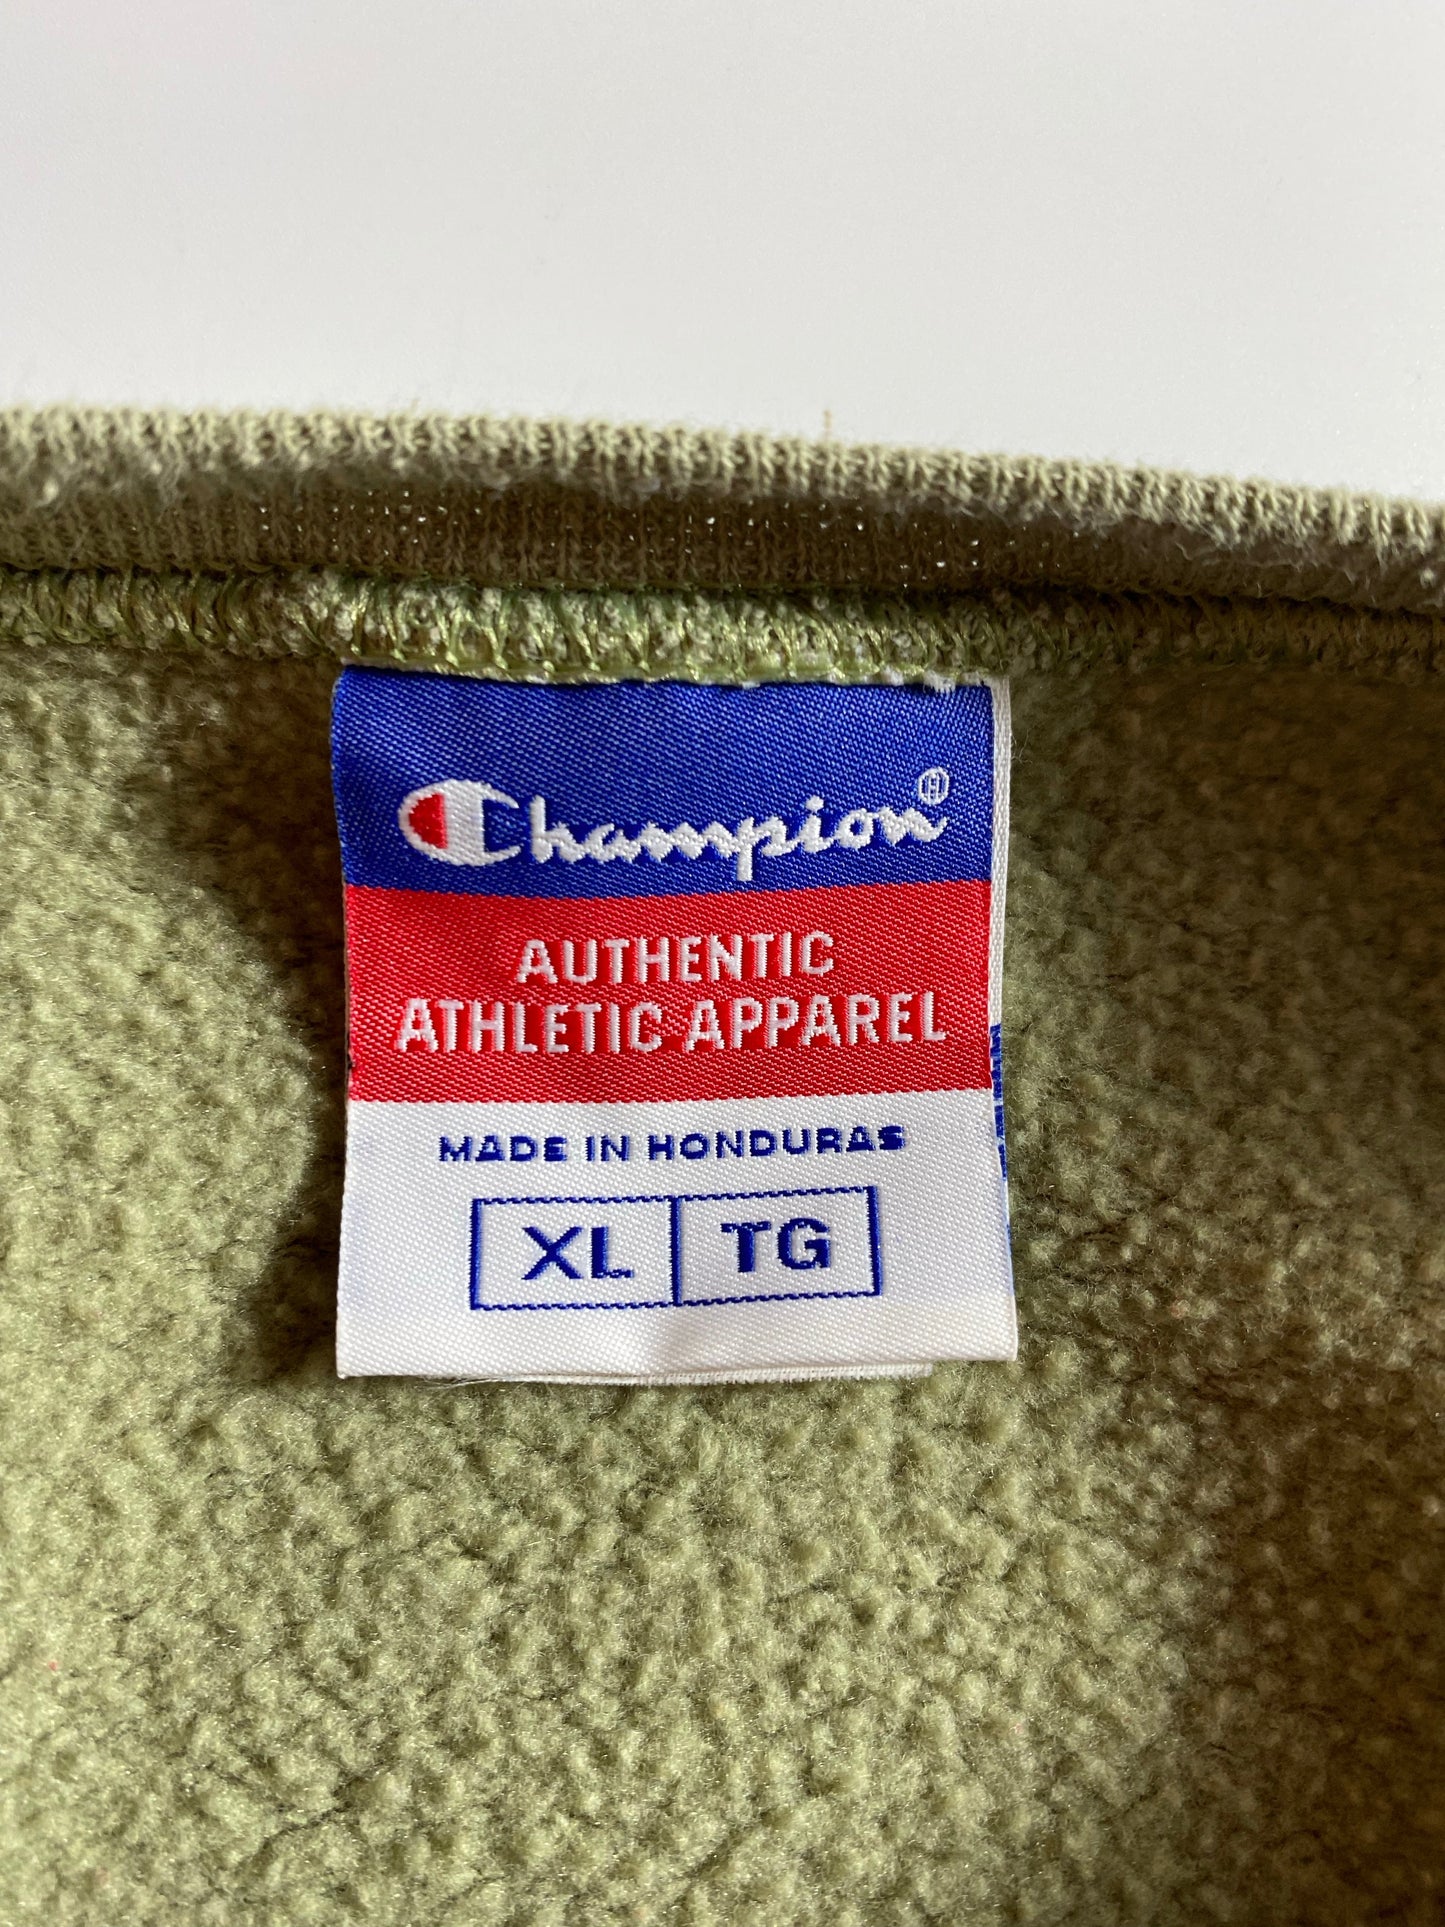 Champion®
AUTHENTIC
ATHLETIC APPAREL
MADE IN HONDURAS
XL TG